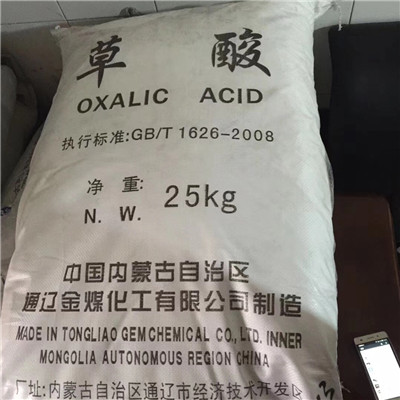 草 酸
OXALIC ACID
执行标准:GB/T 1626-2008
净 重: 25kg
N. W.
中国内蒙古自治区
通辽金煤化工有限公司制造
MADE IN TONGLIAO GEMCHEMICAL CO., LTD. INNER
MONGOLIA AUTONOMOUS REGION CHINA
厂址:内蒙古自治区通辽市经济技术开发